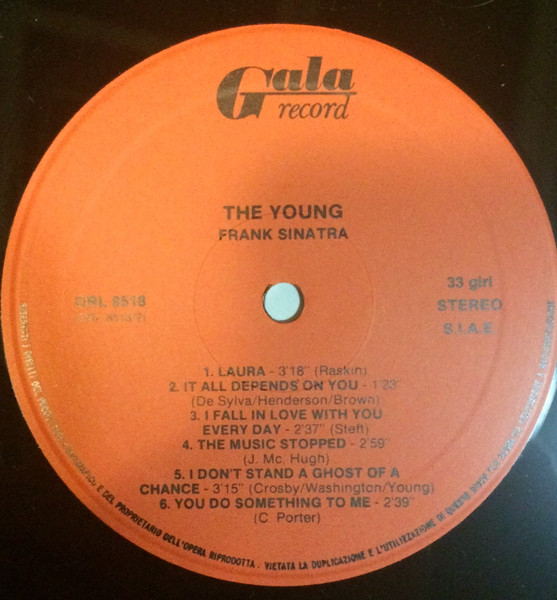 Gala
record
THE YOUNG
FRANK SINATRA
33 giri
8518
STEREO
S.I.A.E
1. LAURA - 3'18" (Raskin)
2. IT ALL DEPENDS ON YOU - 1'23"
(De Sylva/Henderson/Brown)
3. I FALL IN LOVE WITH YOU
EVERY DAY - 2'37" (Steft)
4. THE MUSIC STOPPED - 2'59"
(J. Mc. Hugh)
5. I DON'T STAND A GHOST OF A
CHANCE - 3'15" (Crosby/Washington/Young)
6. YOU DO SOMETHING TO ME - 2'39"
(C. Porter)
E DEL PROPRIETARIO DELL'OPERA RIPRODOTTA. VIETATA LA DUPLICAZIONE E L'UTILIZZAZIONE DI QUESTO DISCO